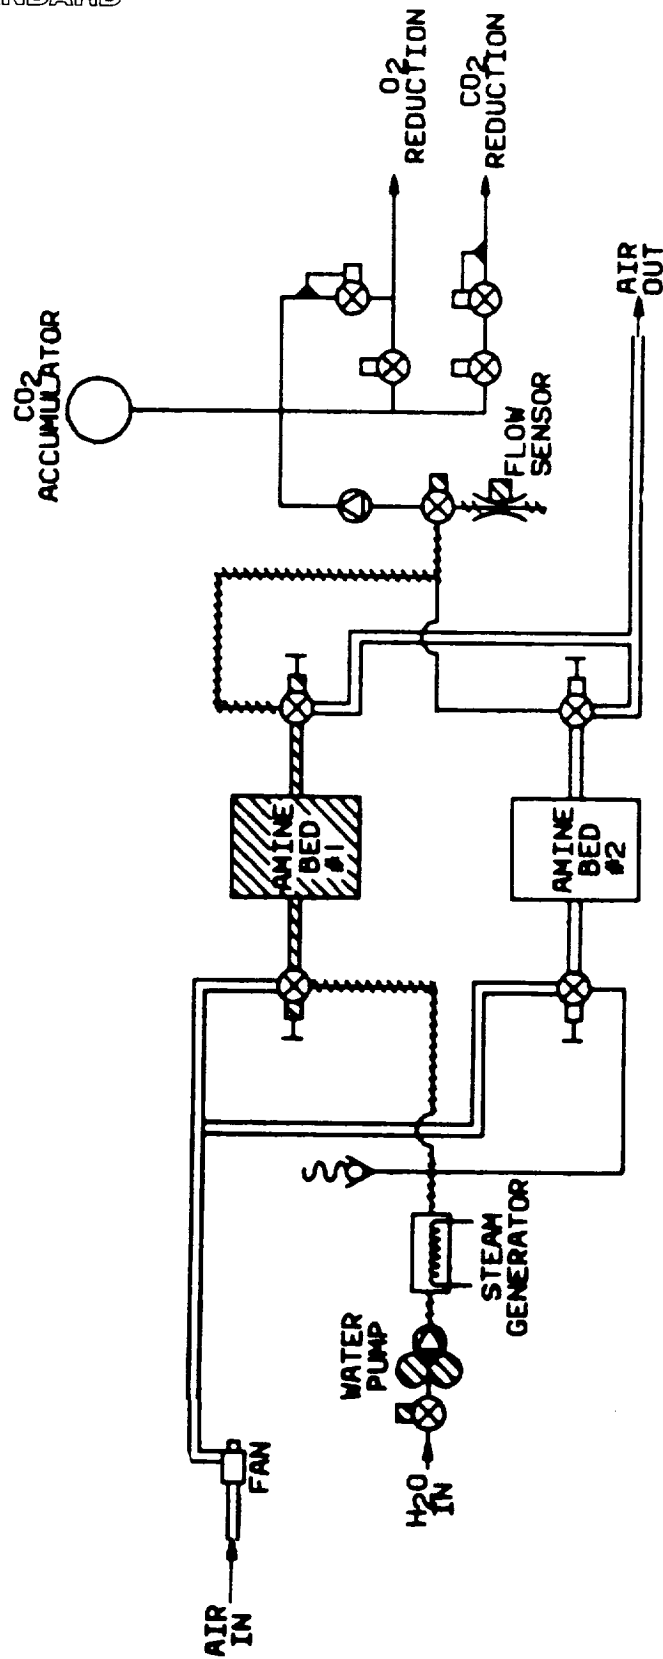 CO2
ACCUMULATOR
AIR
IN
FAN
AMINE
BED
#1
O2
REDUCTION
WATER
PUMP
H2O
IN
STEAM
GENERATOR
CO2
REDUCTION
FLOW
SENSOR
AMINE
BED
#2
AIR
OUT